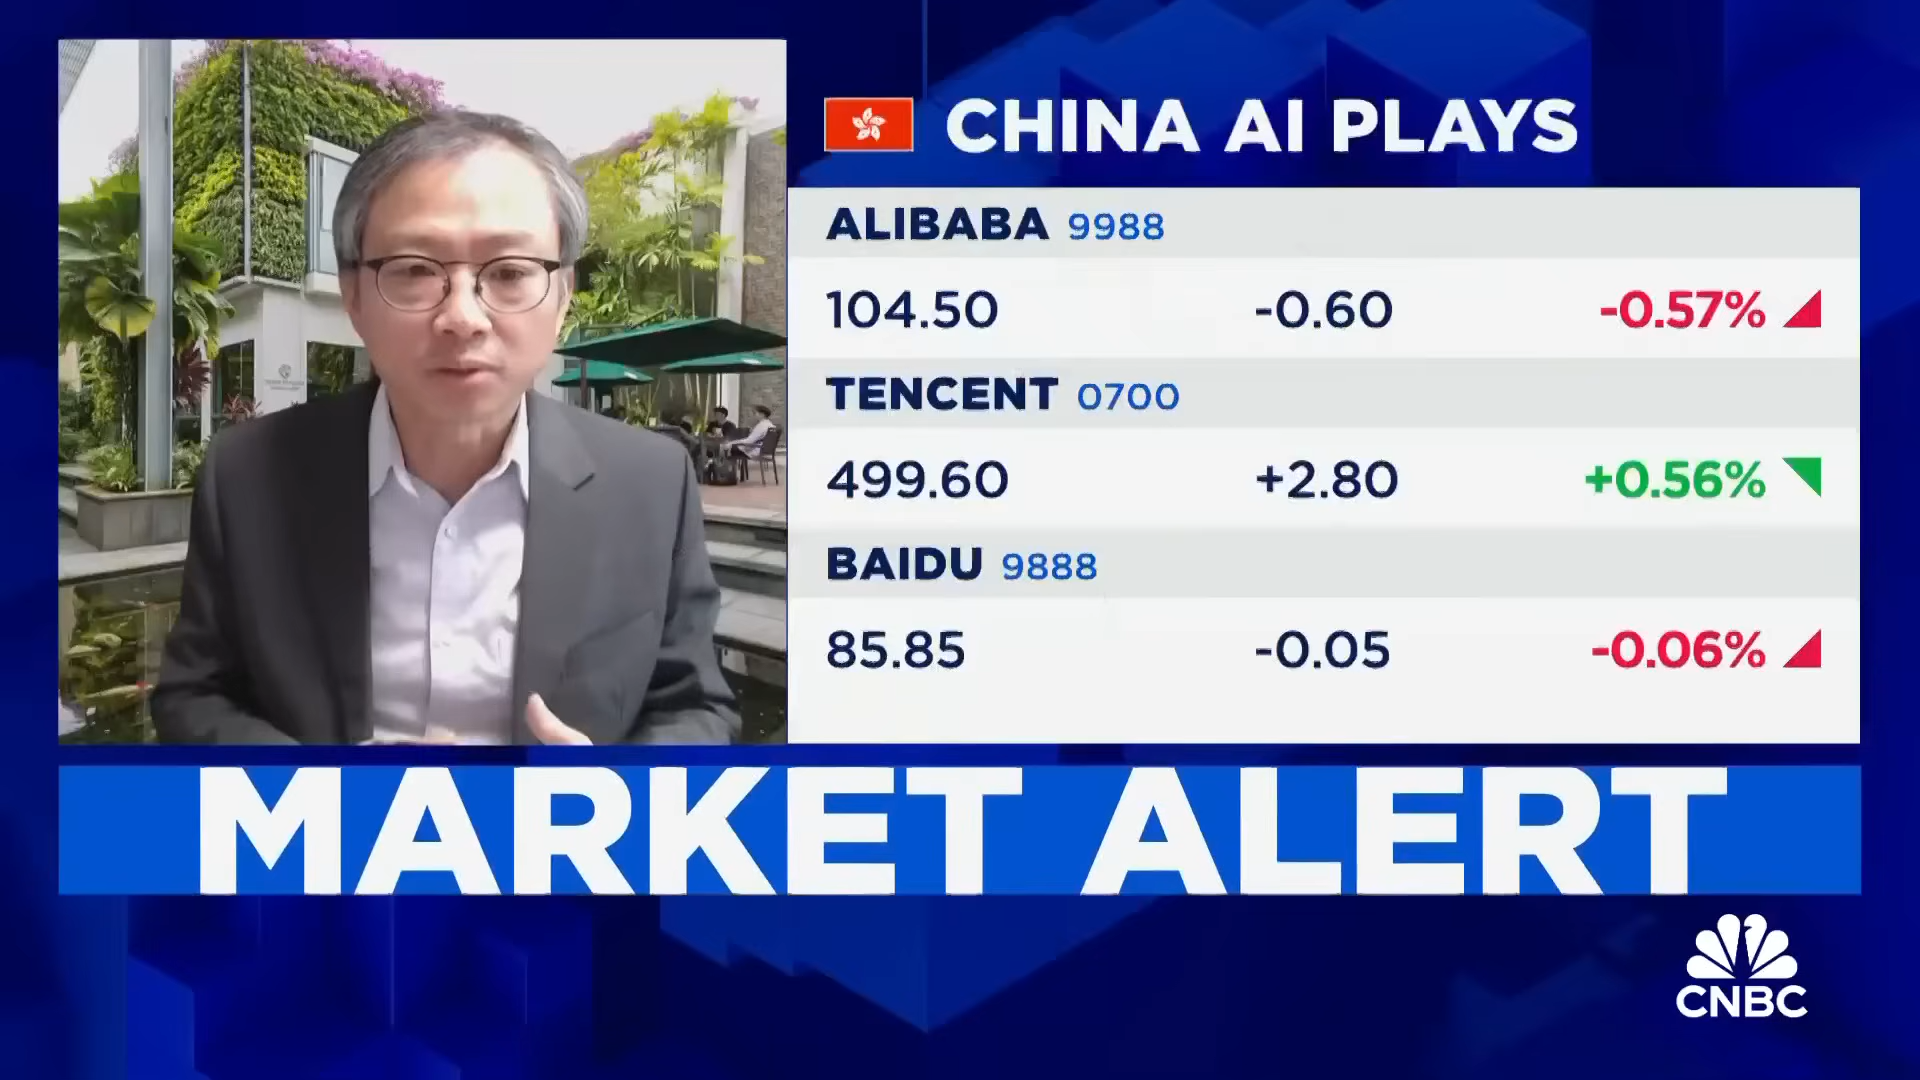 CHINA AI PLAYS
ALIBABA 9988
104.50 -0.60 -0.57%
TENCENT 0700
499.60 +2.80 +0.56%
BAIDU 9888
85.85 -0.05 -0.06%
MARKET ALERT
CNBC